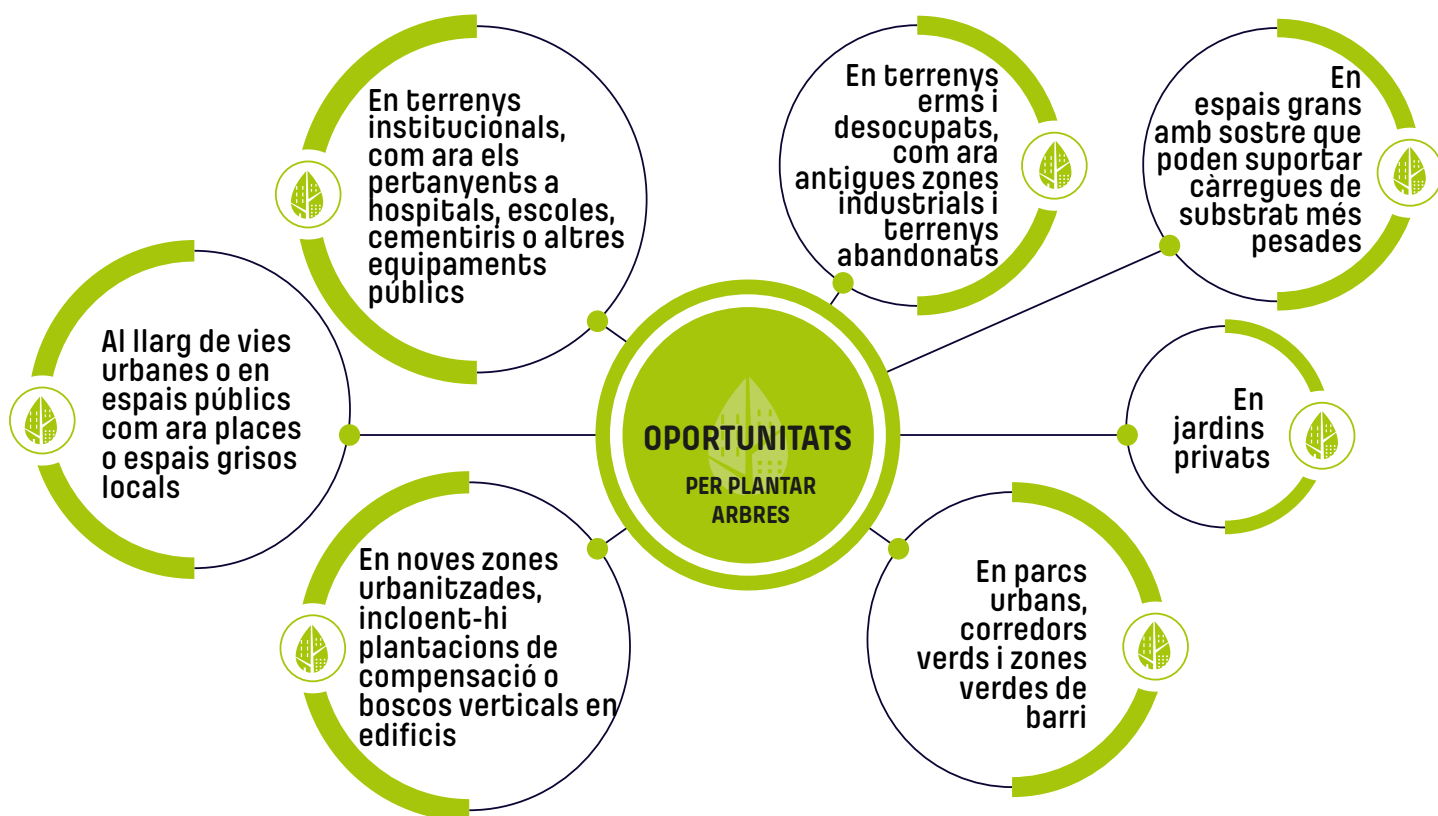 En terrenys
institucionals,
com ara els
pertanyents a
hospitals, escoles,
cementiris o altres
equipaments
públics
En terrenys
erms i
desocupats,
com ara
antigues zones
industrials i
terrenys
abandonats
En
espais grans
amb sostre que
poden suportar
càrregues de
substrat més
pesades
Al llarg de vies
urbanes o en
espais públics
com ara places
o espais grisos
locals
OPORTUNITATS
PER PLANTAR
ARBRES
En
jardins
privats
En noves zones
urbanitzades,
incloent-hi
plantacions de
compensació o
boscos verticals en
edificis
En parcs
urbans,
corredors
verds i zones
verdes de
barri